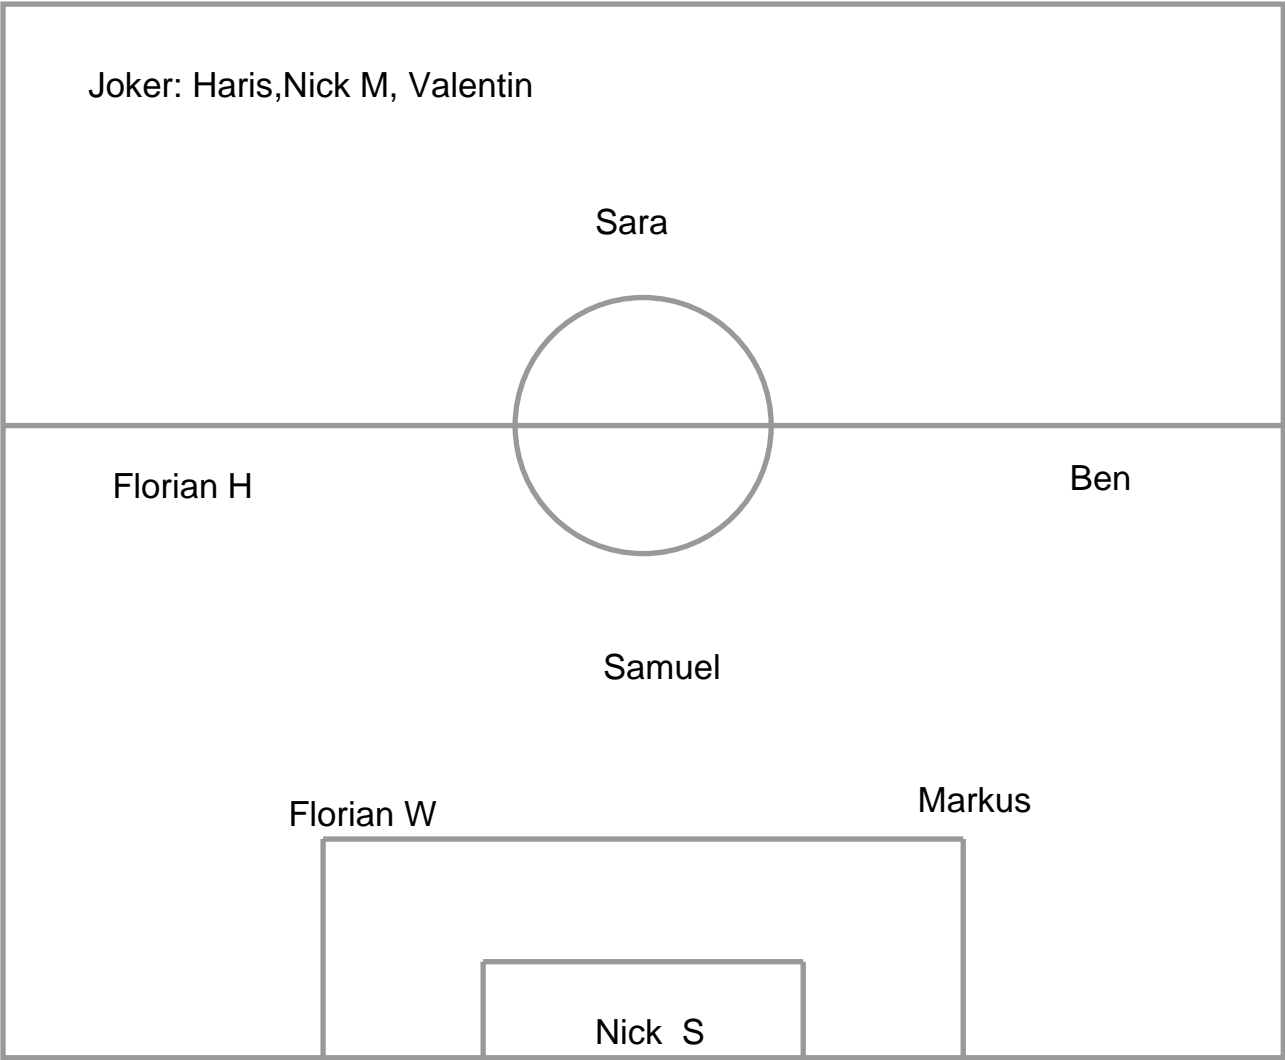 Joker: Haris,Nick M, Valentin
Sara
Florian H
Ben
Samuel
Florian W
Markus
Nick  S